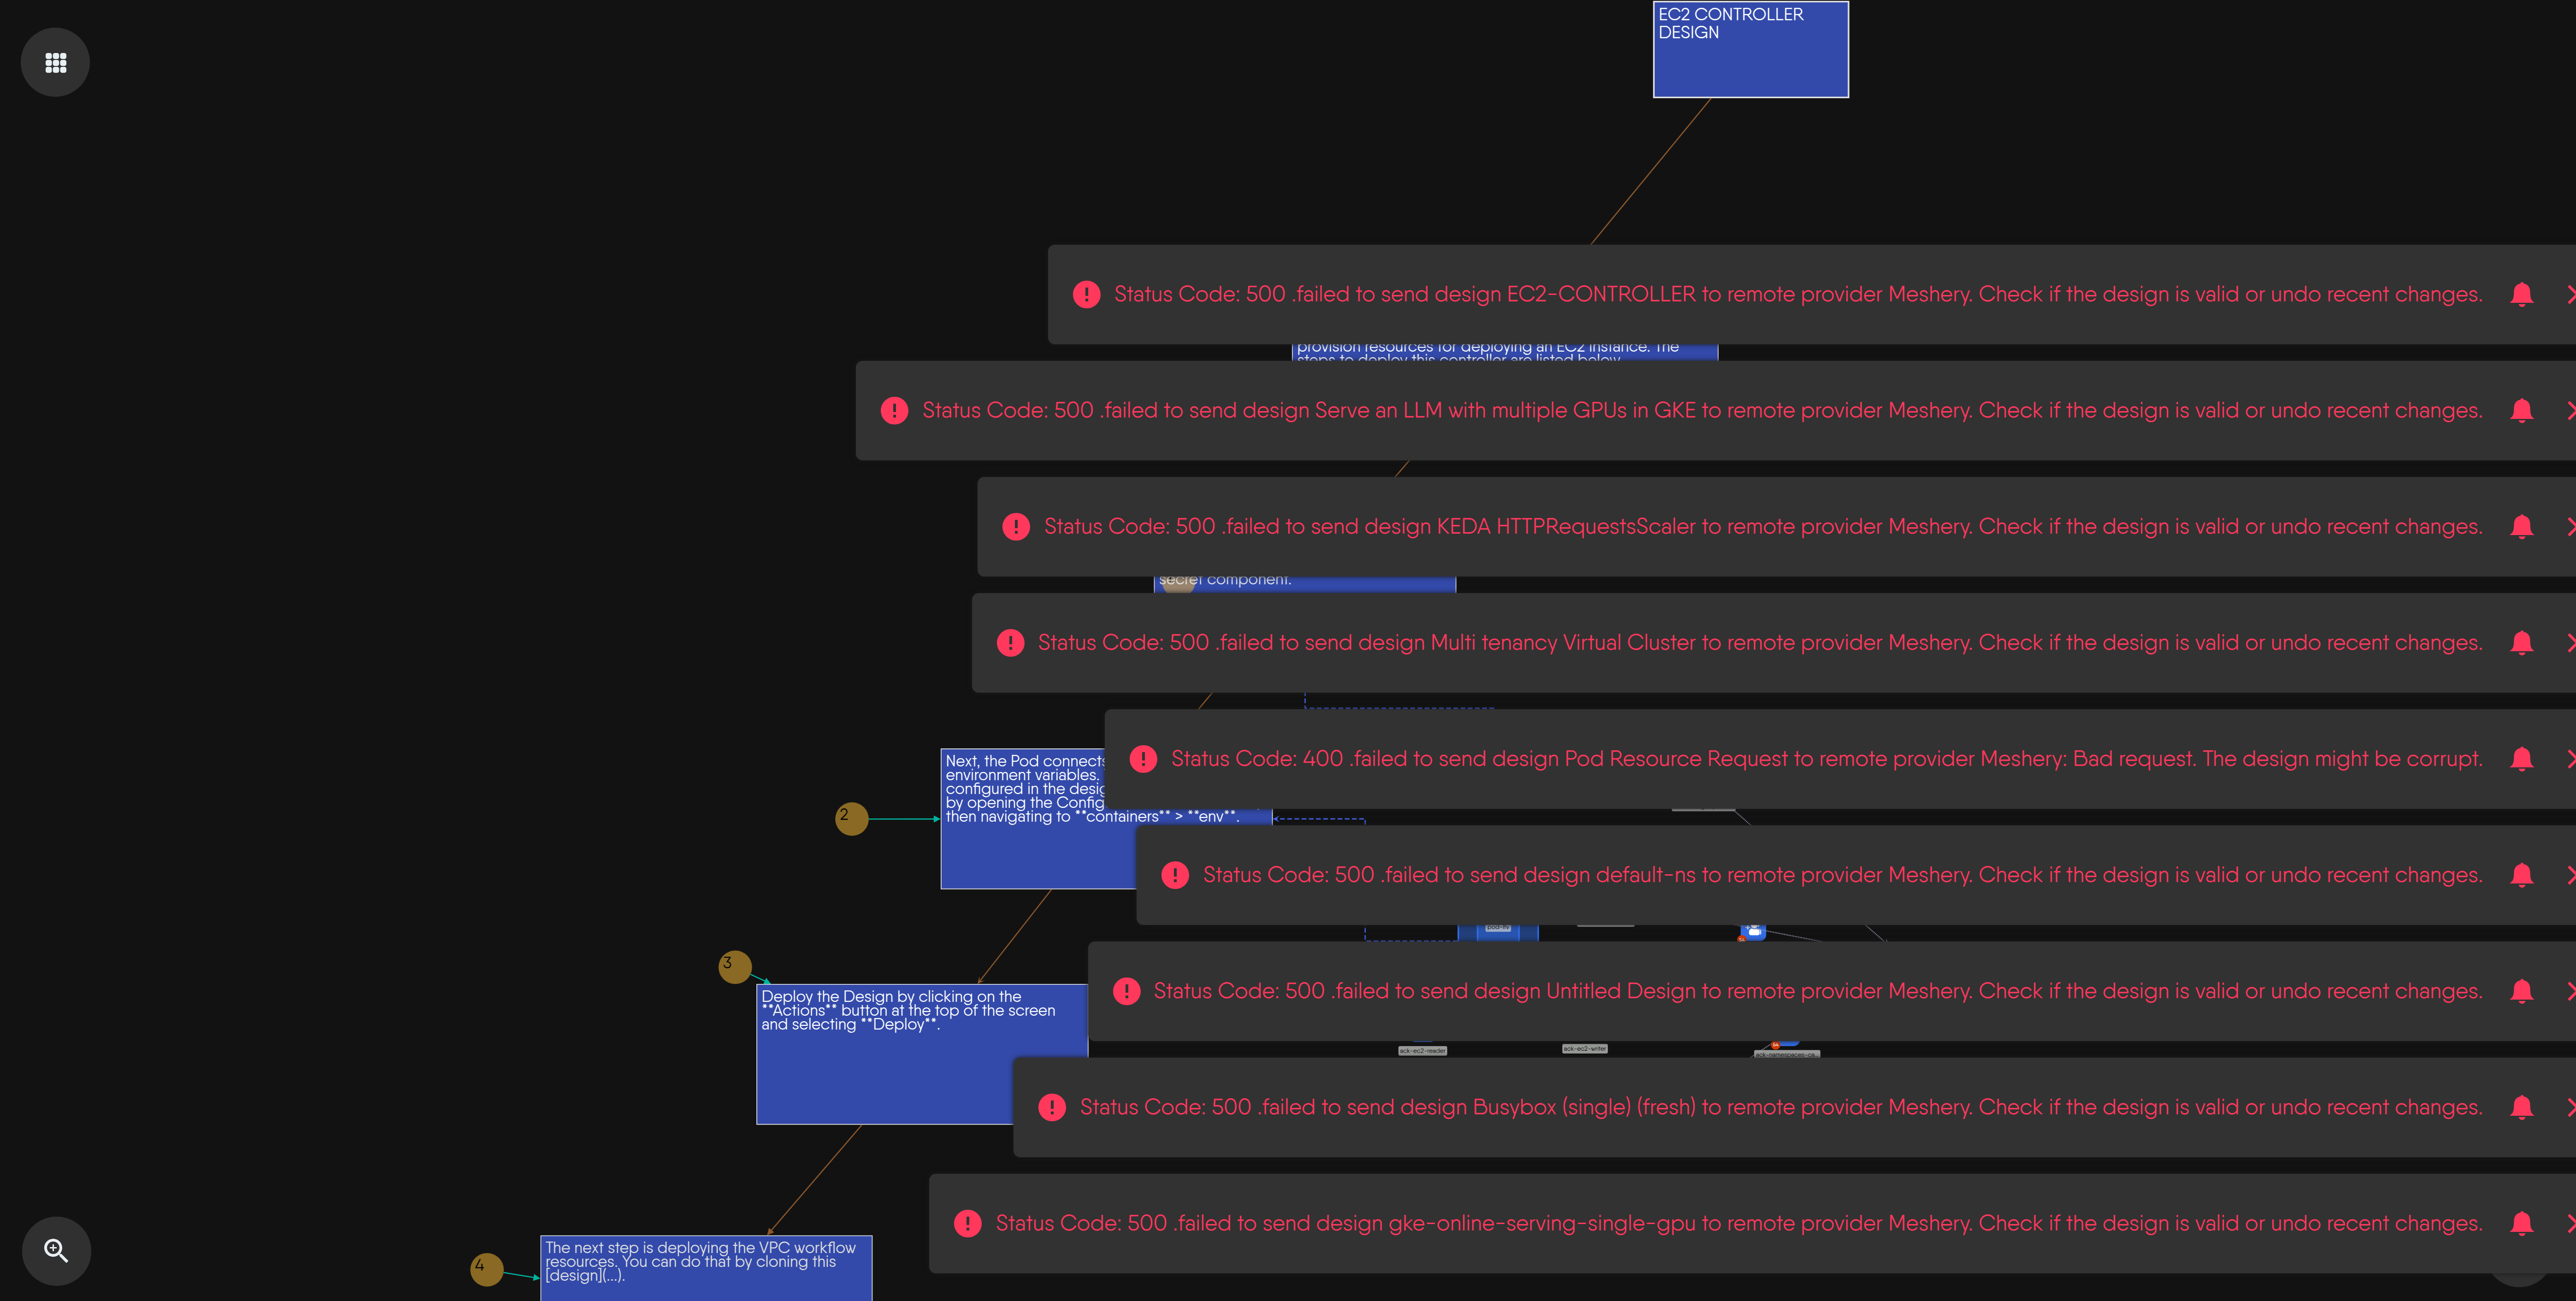 EC2 CONTROLLER
DESIGN
Status Code: 500 .failed to send design EC2-CONTROLLER to remote provider Meshery. Check if the design is valid or undo recent changes.
provision resources for deploying an EC2 instance. The
steps to deploy this controller are listed below
Status Code: 500 .failed to send design Serve an LLM with multiple GPUs in GKE to remote provider Meshery. Check if the design is valid or undo recent changes.
Status Code: 500 .failed to send design KEDA HTTPRequestsScaler to remote provider Meshery. Check if the design is valid or undo recent changes.
secret component.
Status Code: 500 .failed to send design Multi tenancy Virtual Cluster to remote provider Meshery. Check if the design is valid or undo recent changes.
Status Code: 400 .failed to send design Pod Resource Request to remote provider Meshery: Bad request. The design might be corrupt.
2
Next, the Pod connects
environment variables.
configured in the desig
by opening the Config
then navigating to **containers** > **env**.
Status Code: 500 .failed to send design default-ns to remote provider Meshery. Check if the design is valid or undo recent changes.
3
Deploy the Design by clicking on the
**Actions** button at the top of the screen
and selecting **Deploy**.
Status Code: 500 .failed to send design Untitled Design to remote provider Meshery. Check if the design is valid or undo recent changes.
ack-ec2-reader
ack-ec2-writer
Status Code: 500 .failed to send design Busybox (single) (fresh) to remote provider Meshery. Check if the design is valid or undo recent changes.
Status Code: 500 .failed to send design gke-online-serving-single-gpu to remote provider Meshery. Check if the design is valid or undo recent changes.
4
The next step is deploying the VPC workflow
resources. You can do that by cloning this
[design](...).